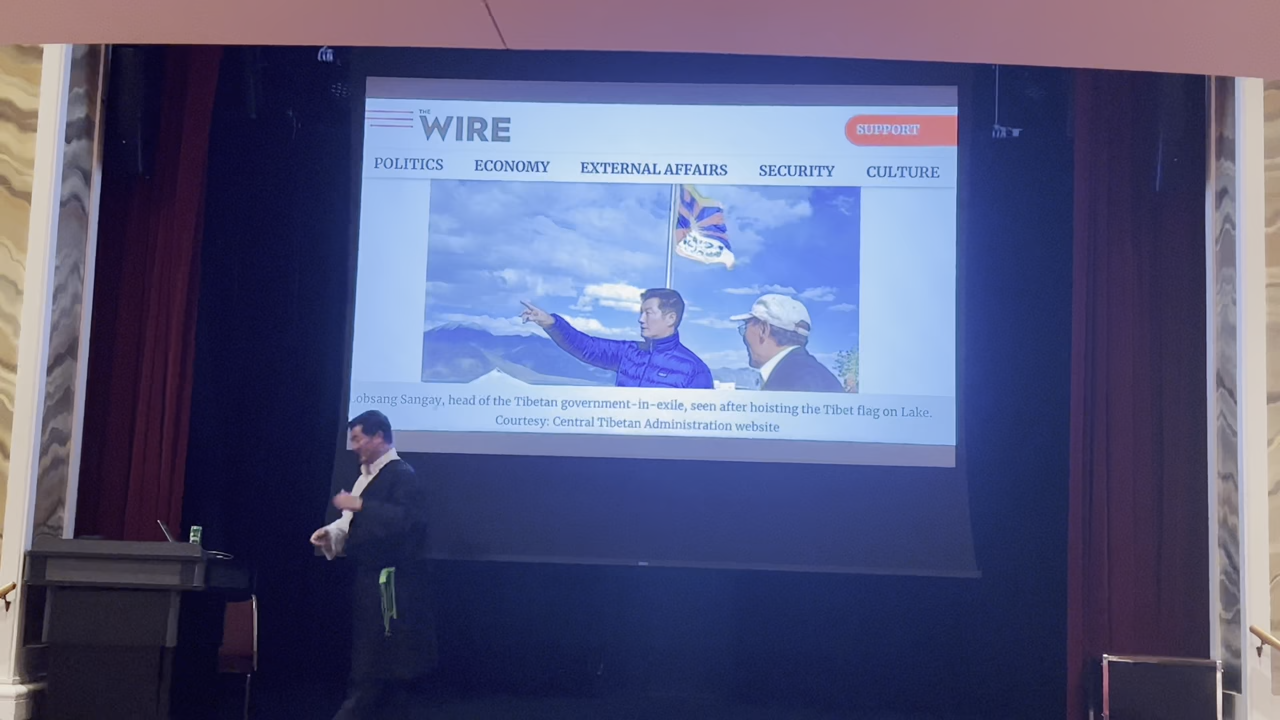 THE
WIRE
SUPPORT
POLITICS ECONOMY EXTERNAL AFFAIRS SECURITY CULTURE
Lobsang Sangay, head of the Tibetan government-in-exile, seen after hoisting the Tibet flag on Lake.
Courtesy: Central Tibetan Administration website